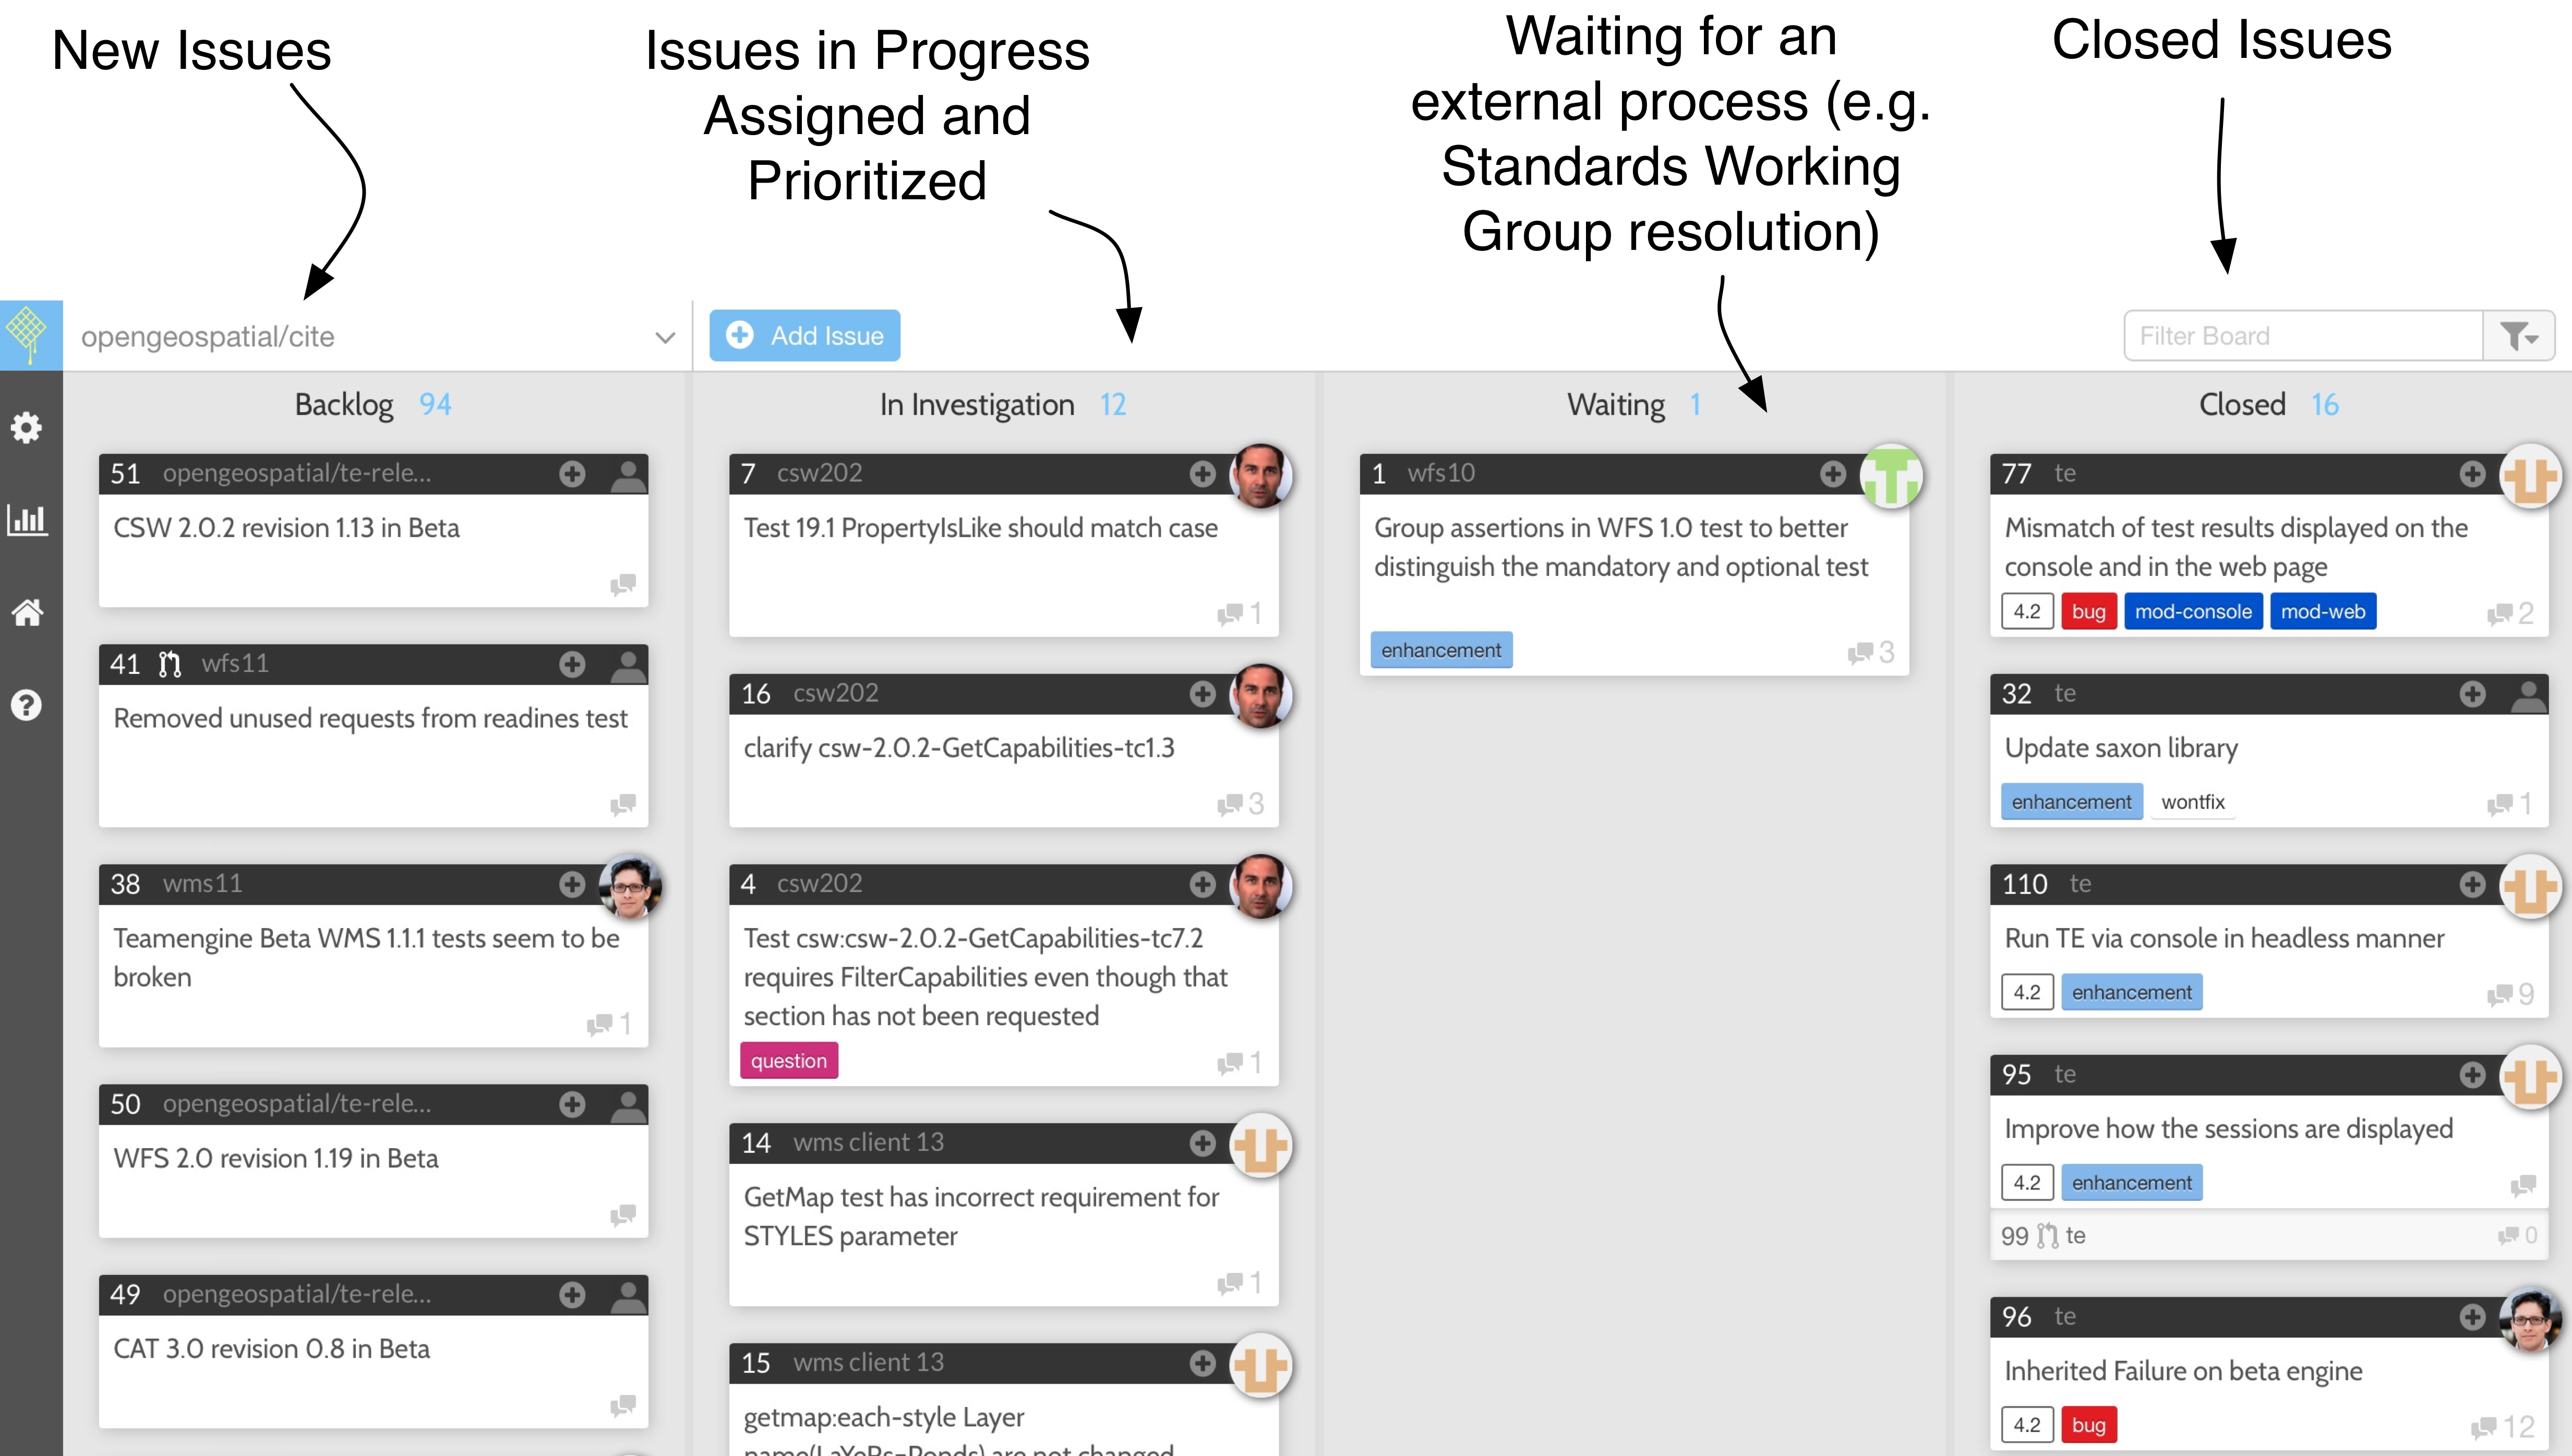 New Issues
Issues in Progress
Assigned and
Prioritized
Waiting for an
external process (e.g.
Standards Working
Group resolution)
Closed Issues
opengeospatial/cite
Add Issue
Filter Board
Backlog 94
51 opengeospatial/te-rele...
CSW 2.0.2 revision 1.13 in Beta
41 wfs11
Removed unused requests from readines test
38 wms11
Teamengine Beta WMS 1.1.1 tests seem to be
broken
1
50 opengeospatial/te-rele...
WFS 2.0 revision 1.19 in Beta
49 opengeospatial/te-rele...
CAT 3.0 revision 0.8 in Beta
In Investigation 12
7 csw202
Test 19.1 PropertyIsLike should match case
1
16 csw202
clarify csw-2.0.2-GetCapabilities-tc1.3
3
4 csw202
Test csw:csw-2.0.2-GetCapabilities-tc7.2
requires FilterCapabilities even though that
section has not been requested
question 1
14 wms client 13
GetMap test has incorrect requirement for
STYLES parameter
1
15 wms client 13
getmap:each-style Layer
name(LaYeRs=Ponds) are not changed
Waiting 1
1 wfs10
Group assertions in WFS 1.0 test to better
distinguish the mandatory and optional test
enhancement 3
Closed 16
77 te
Mismatch of test results displayed on the
console and in the web page
4.2 bug mod-console mod-web 2
32 te
Update saxon library
enhancement wontfix 1
110 te
Run TE via console in headless manner
4.2 enhancement 9
95 te
Improve how the sessions are displayed
4.2 enhancement
99 te 0
96 te
Inherited Failure on beta engine
4.2 bug 12